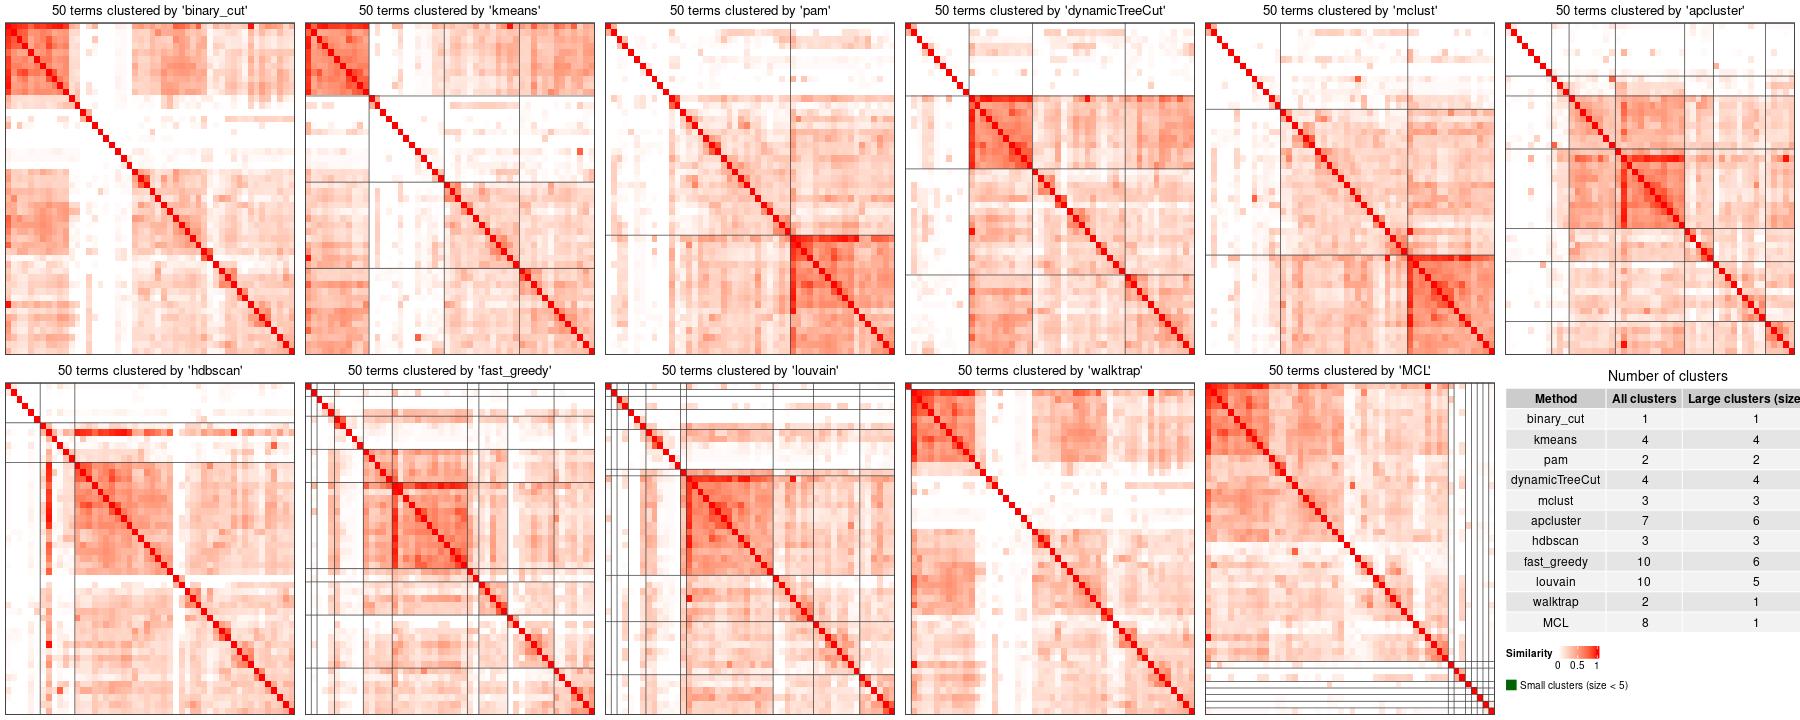 50 terms clustered by 'binary_cut'
50 terms clustered by 'kmeans'
50 terms clustered by 'pam'
50 terms clustered by 'dynamicTreeCut'
50 terms clustered by 'mclust'
50 terms clustered by 'apcluster'
50 terms clustered by 'hdbscan'
50 terms clustered by 'fast_greedy'
50 terms clustered by 'louvain'
50 terms clustered by 'walktrap'
50 terms clustered by 'MCL'
Number of clusters
Method All clusters Large clusters (size
binary_cut 1 1
kmeans 4 4
pam 2 2
dynamicTreeCut 4 4
mclust 3 3
apcluster 7 6
hdbscan 3 3
fast_greedy 10 6
louvain 10 5
walktrap 2 1
MCL 8 1
Similarity
0 0.5 1
Small clusters (size < 5)